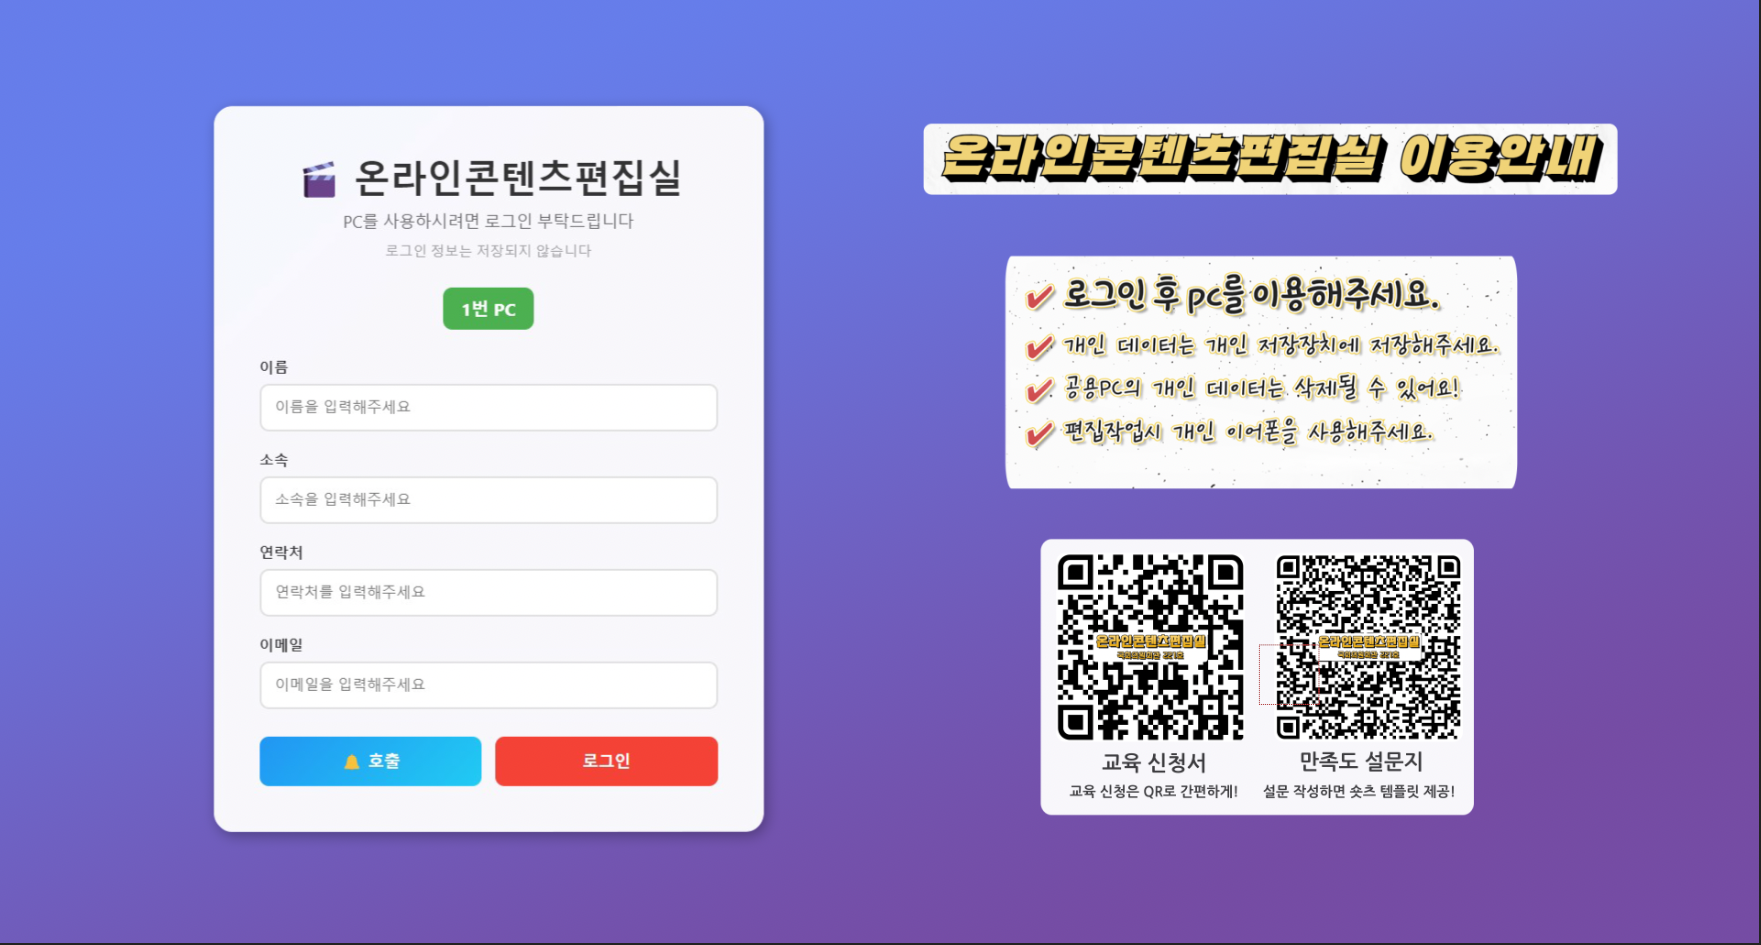 온라인콘텐츠편집실
PC를 사용하시려면 로그인 부탁드립니다
로그인 정보는 저장되지 않습니다
1번 PC
이름
이름을 입력해주세요
소속
소속을 입력해주세요
연락처
연락처를 입력해주세요
이메일
이메일을 입력해주세요
호출
로그인
온라인콘텐츠편집실 이용안내
로그인 후 pc를 이용해주세요.
개인 데이터는 개인 저장장치에 저장해주세요.
공용PC의 개인 데이터는 삭제될 수 있어요!
편집작업시 개인 이어폰을 사용해주세요.
온라인콘텐츠편집실
교육 신청서
교육 신청은 QR로 간편하게!
온라인콘텐츠편집실
만족도 설문지
설문 작성하면 숏츠 템플릿 제공!